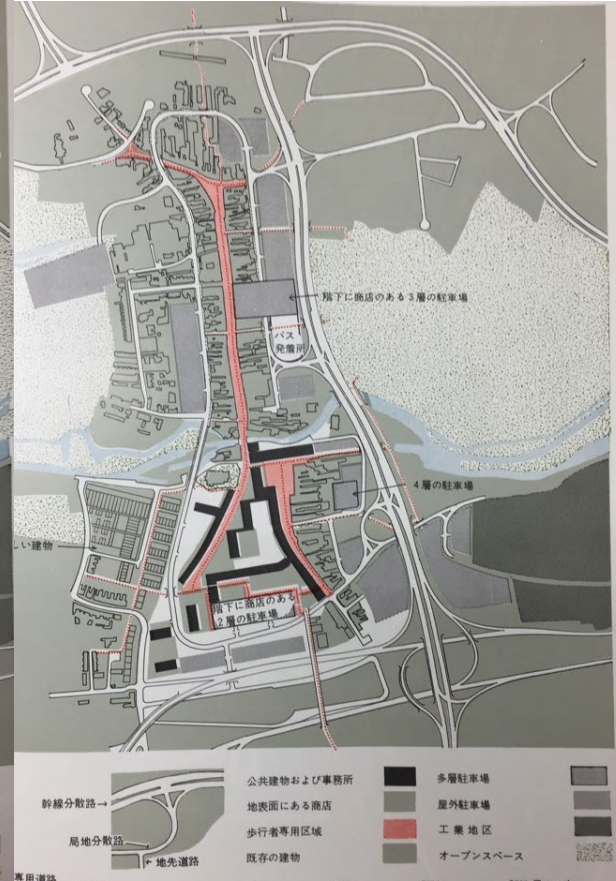 階下に商店のある3層の駐車場
バス
発着所
4層の駐車場
しい建物
階下に商店のある
2層の駐車場
幹線分散路→
局地分散路
←地先道路
公共建物および事務所
地表面にある商店
歩行者専用区域
既存の建物
多層駐車場
屋外駐車場
工業地区
オープンスペース
専用道路